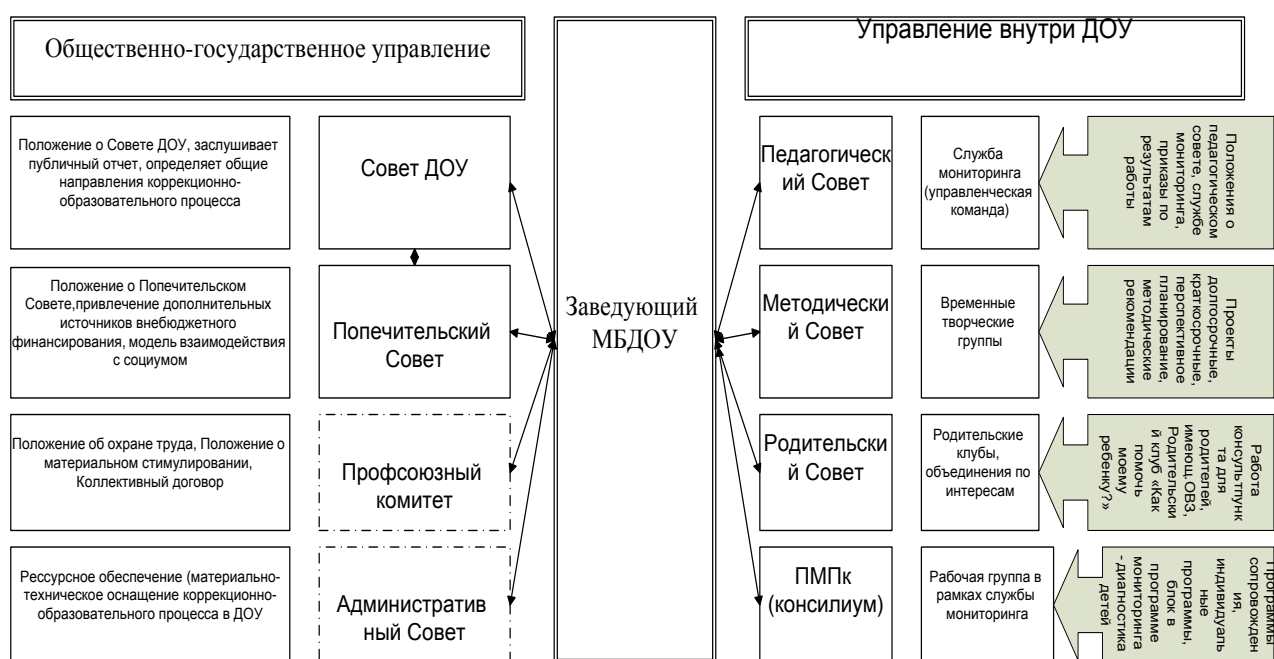 Общественно-государственное управление
Управление внутри ДОУ
Заведующий
МБДОУ
Положение о Совете ДОУ, заслушивает
публичный отчет, определяет общие
направления коррекционно-
образовательного процесса
Совет ДОУ
Педагогическ
ий Совет
Служба
мониторинга
(управленческая
команда)
Положения о
педагогическом
совете, службе
мониторинга,
приказы по
результатам
работы
Положение о Попечительском
Совете,привлечение дополнительных
источников внебюджетного
финансирования, модель взаимодействия
с социумом
Попечительский
Совет
Методически
й Совет
Временные
творческие
группы
Проекты
долгосрочные,
краткосрочные,
перспективное
планирование,
методические
рекомендации
Положение об охране труда, Положение о
материальном стимулировании,
Коллективный договор
Профсоюзный
комитет
Родительски
й Совет
Родительские
клубы,
объединения по
интересам
Работа
консультпунк
та для
родителей,
имеющ.ОВЗ,
Родительски
й клуб «Как
помочь
моему
ребенку?»
Рессурсное обеспечение (материально-
техническое оснащение коррекционно-
образовательного процесса в ДОУ
Административ
ный Совет
ПМПк
(консилиум)
Рабочая группа в
рамках службы
мониторинга
Программы
сопровожден
ия,
индивидуаль
ные
программы,
блок в
программе
мониторинга
- диагностика
детей